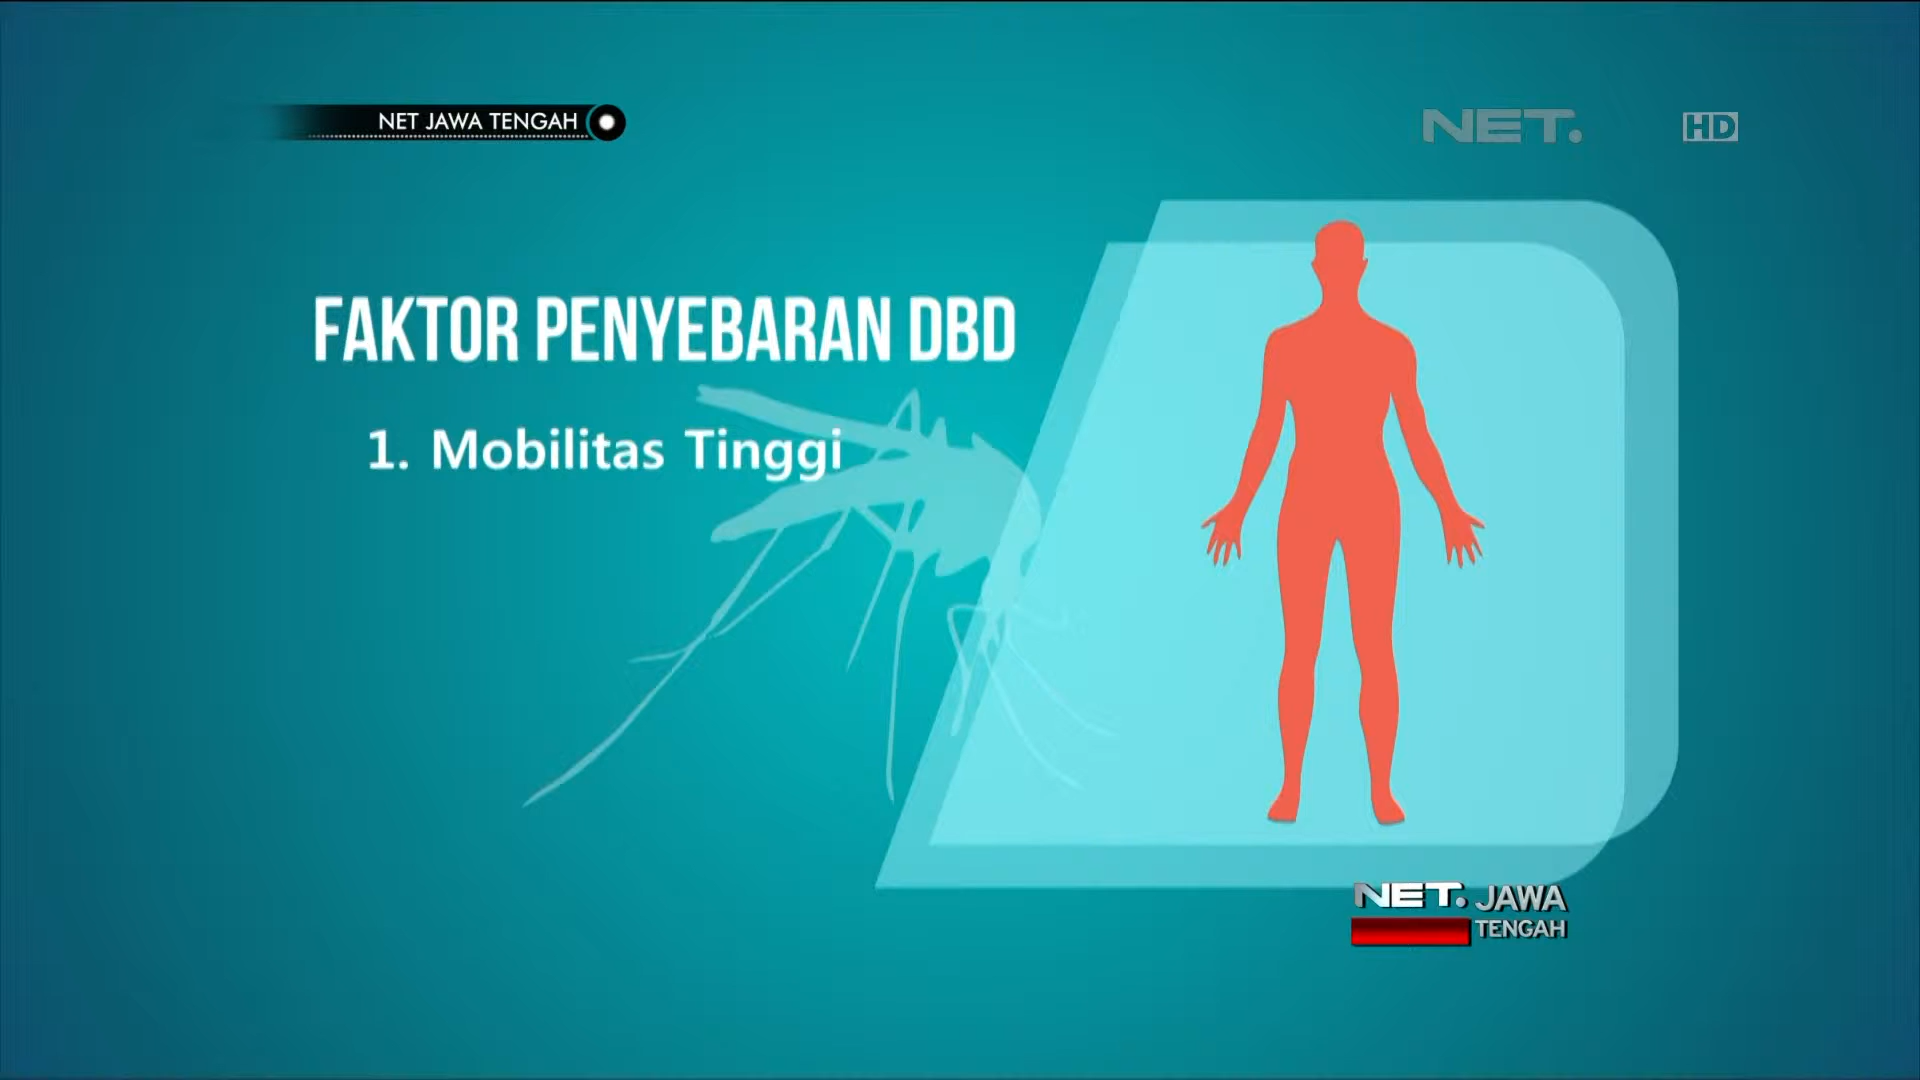 NET JAWA TENGAH
NET.
HD
FAKTOR PENYEBARAN DBD
1. Mobilitas Tinggi
NET. JAWA
TENGAH